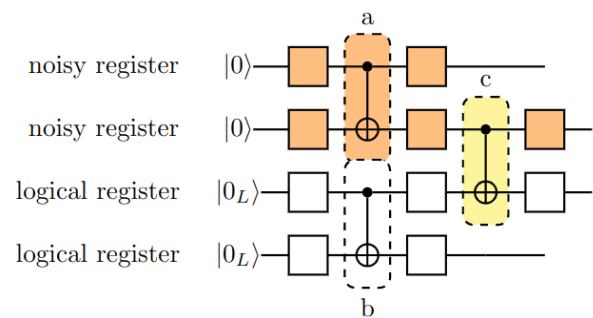 a
noisy register |0⟩
c
noisy register |0⟩
logical register |0_L⟩
logical register |0_L⟩
b